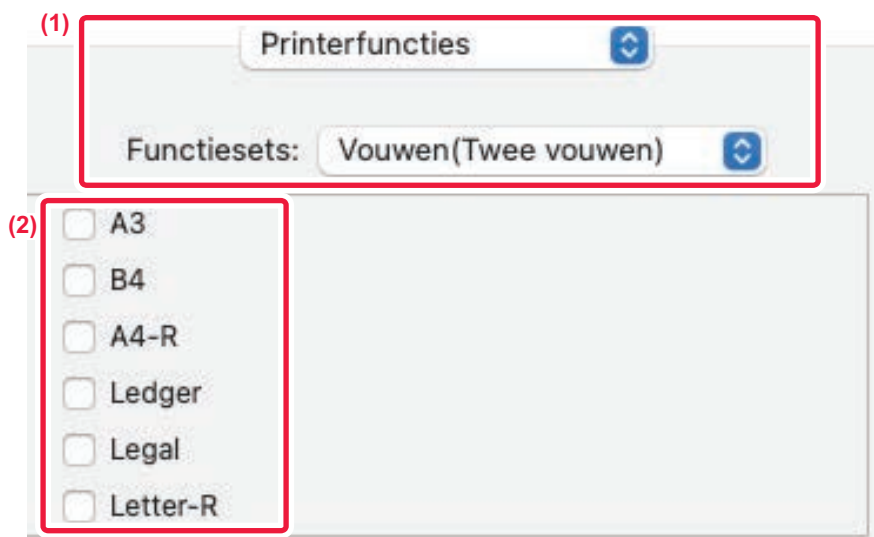 (1)
Printerfuncties
Functiesets: Vouwen(Twee vouwen)
(2)
A3
B4
A4-R
Ledger
Legal
Letter-R